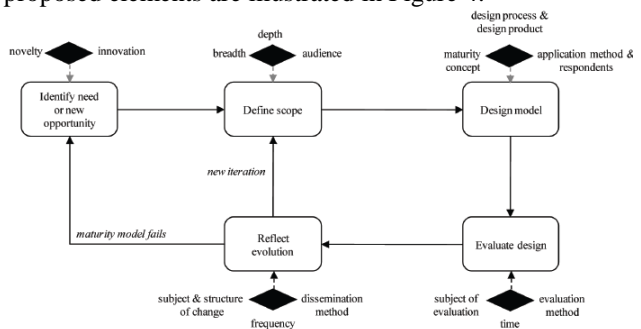 proposed elements are illustrated in Figure 4.
design process &
design product
depth
novelty
innovation
breadth
audience
maturity
concept
application method &
respondents
Identify need
or new
opportunity
Define scope
Design model
new iteration
maturity model fails
Reflect
evolution
Evaluate design
subject & structure
of change
dissemination
method
frequency
subject of
evaluation
evaluation
method
time